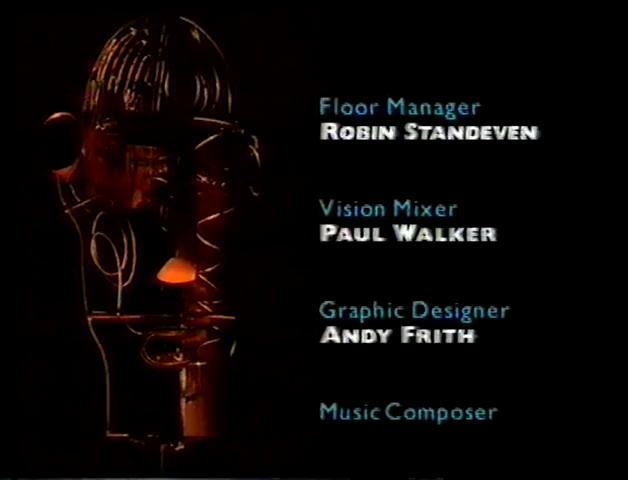 Floor Manager
ROBIN STANDEVEN
Vision Mixer
PAUL WALKER
Graphic Designer
ANDY FRITH
Music Composer